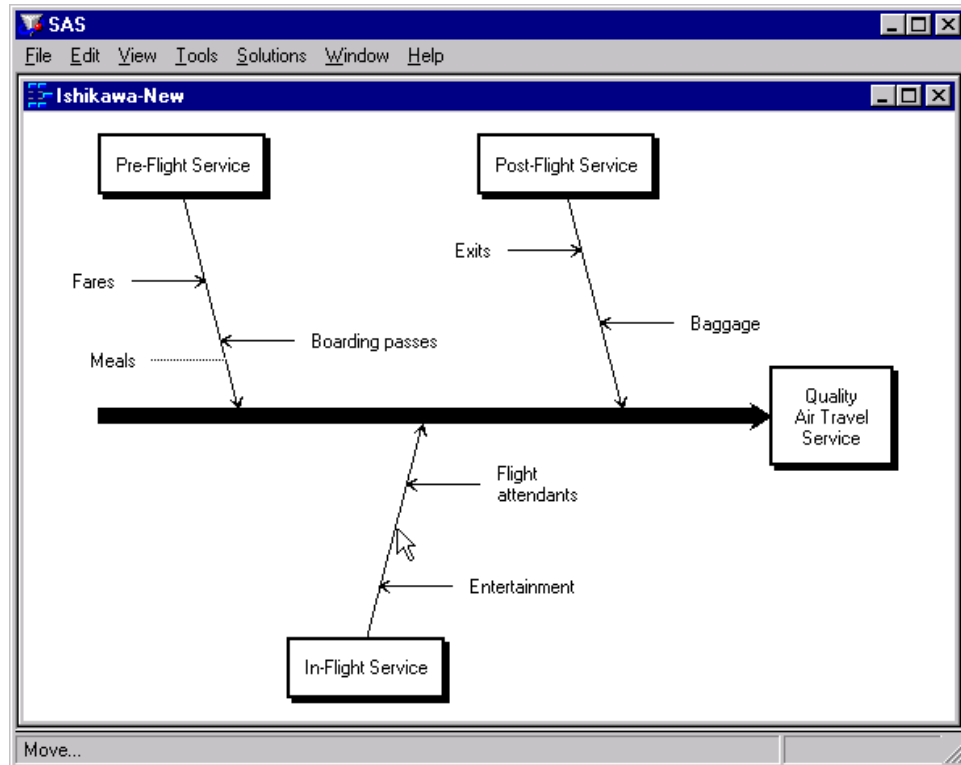 SAS
File Edit View Tools Solutions Window Help
Ishikawa-New
Pre-Flight Service
Post-Flight Service
Exits
Fares
Baggage
Boarding passes
Meals
Quality
Air Travel
Service
Flight
attendants
Entertainment
In-Flight Service
Move...